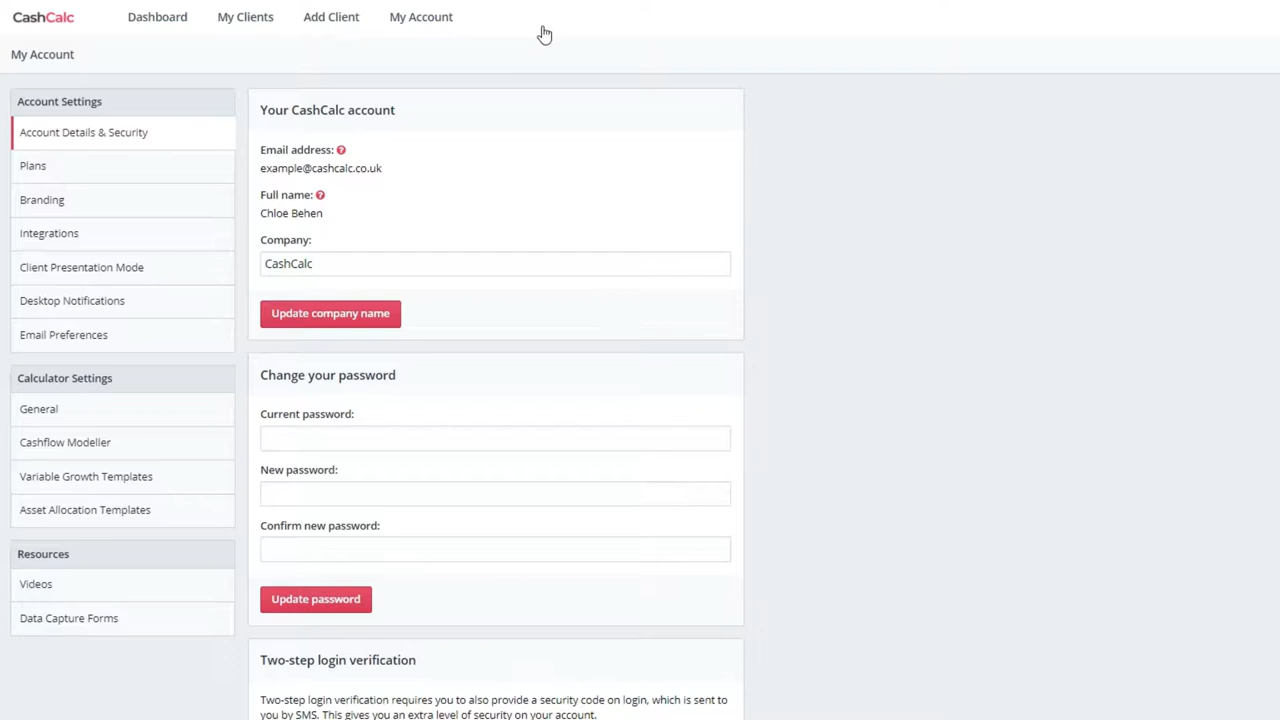 CashCalc
Dashboard
My Clients
Add Client
My Account
My Account
Account Settings
Account Details & Security
Plans
Branding
Integrations
Client Presentation Mode
Desktop Notifications
Email Preferences
Calculator Settings
General
Cashflow Modeller
Variable Growth Templates
Asset Allocation Templates
Resources
Videos
Data Capture Forms
Your CashCalc account
Email address: ?
example@cashcalc.co.uk
Full name: ?
Chloe Behen
Company:
CashCalc
Update company name
Change your password
Current password:
New password:
Confirm new password:
Update password
Two-step login verification
Two-step login verification requires you to also provide a security code on login, which is sent to
you by SMS. This gives you an extra level of security on your account.